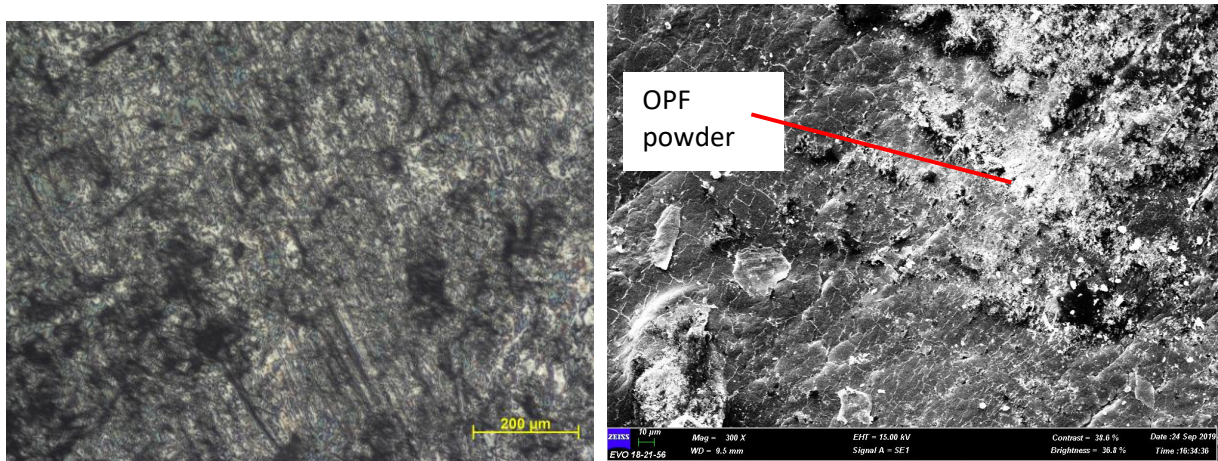 200 µm
OPF
powder
ZEISS
10 µm
EVO 18-21-56
Mag = 300 X
WD = 9.5 mm
EHT = 15.00 kV
Signal A = SE1
Contrast = 38.6 %
Brightness = 36.8 %
Date :24 Sep 2019
Time :16:34:36